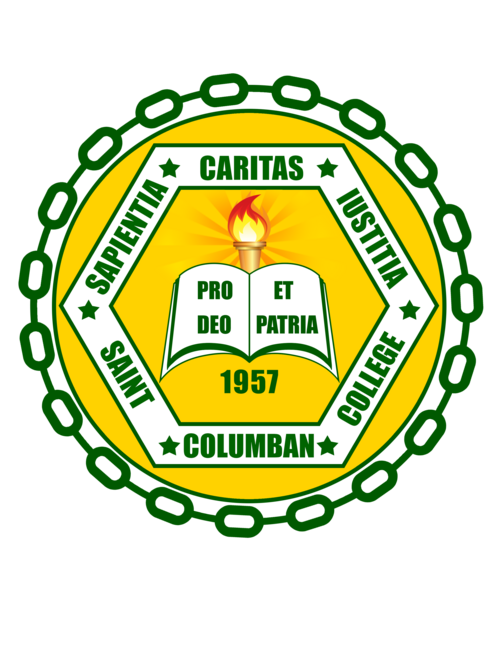 SAPIENTIA
CARITAS
IUSTITIA
PRO ET
DEO PATRIA
1957
SAINT
COLUMBAN
COLLEGE